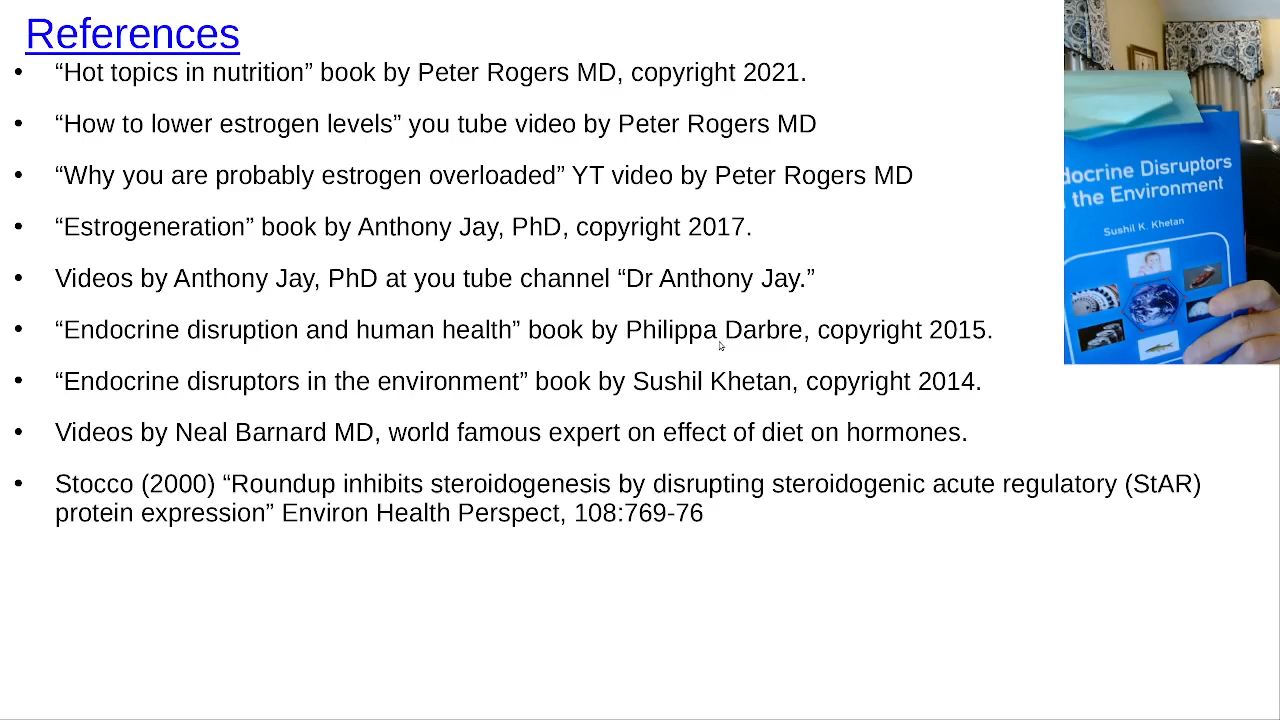 References
• “Hot topics in nutrition” book by Peter Rogers MD, copyright 2021.
• “How to lower estrogen levels” you tube video by Peter Rogers MD
• “Why you are probably estrogen overloaded” YT video by Peter Rogers MD
• “Estrogeneration” book by Anthony Jay, PhD, copyright 2017.
• Videos by Anthony Jay, PhD at you tube channel “Dr Anthony Jay.”
• “Endocrine disruption and human health” book by Philippa Darbre, copyright 2015.
• “Endocrine disruptors in the environment” book by Sushil Khetan, copyright 2014.
• Videos by Neal Barnard MD, world famous expert on effect of diet on hormones.
• Stocco (2000) “Roundup inhibits steroidogenesis by disrupting steroidogenic acute regulatory (StAR)
protein expression” Environ Health Perspect, 108:769-76
docrine Disruptors
the Environment
Sushil K. Khetan